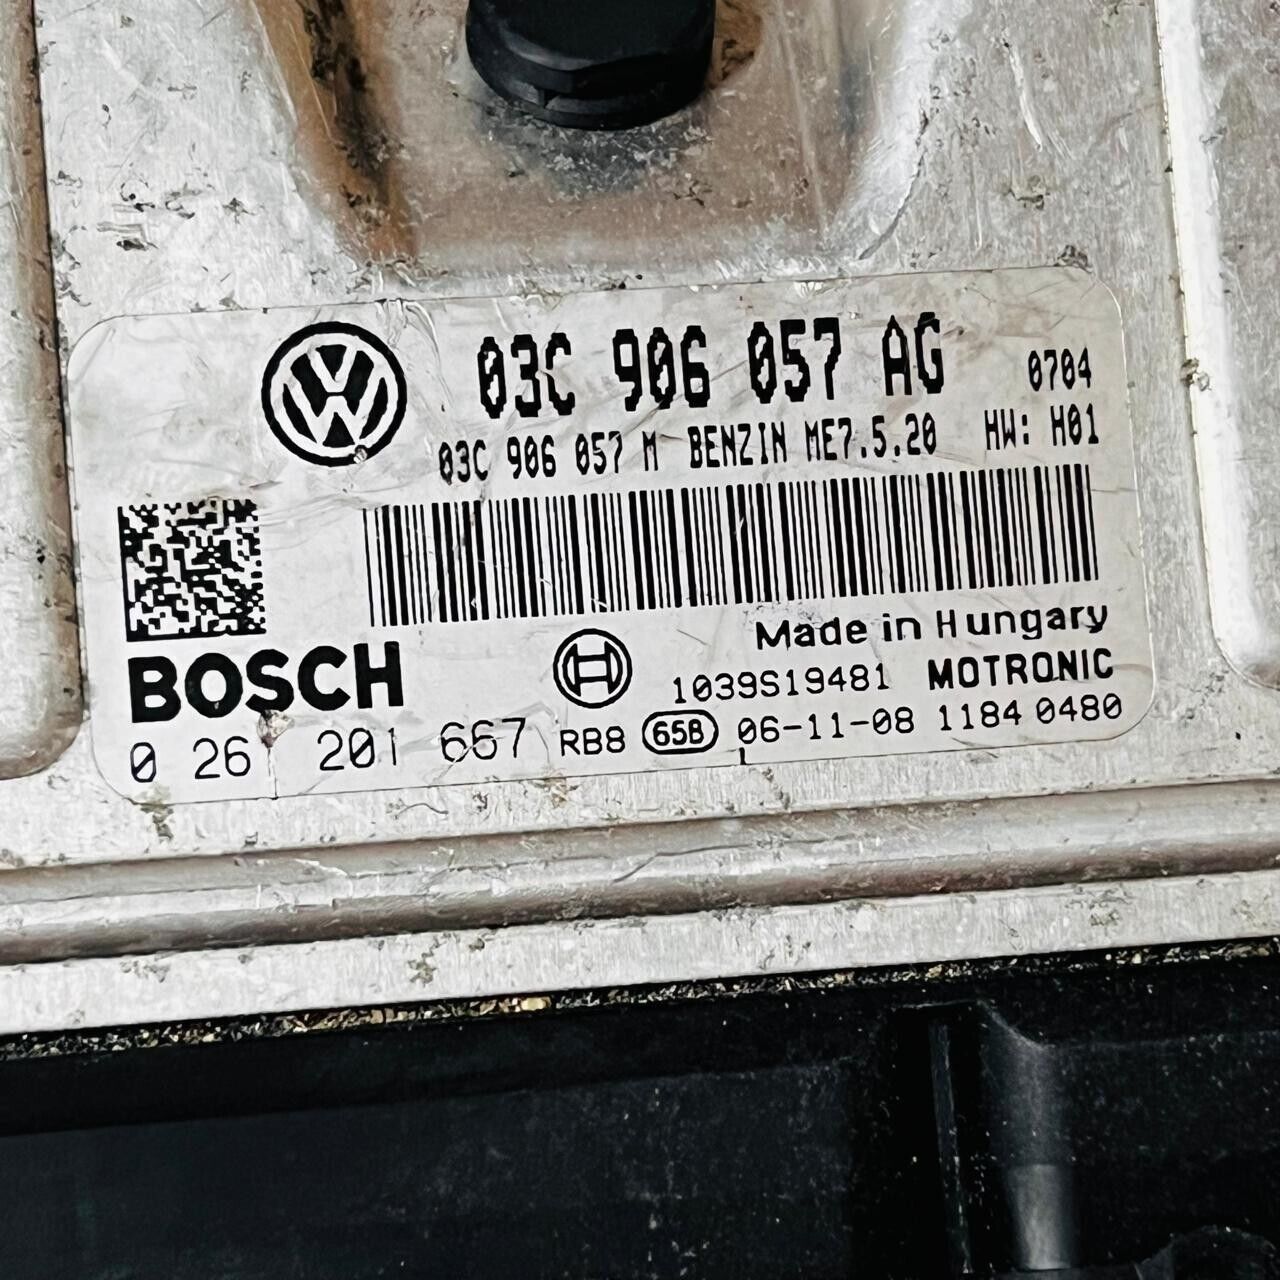 03C 906 057 AG 0704
03C 906 057 M BENZIN ME7.5.20 HW: H01
Made in Hungary
BOSCH 1039S19481 MOTRONIC
0 26 201 667 RB8 65B 06-11-08 1184 0480